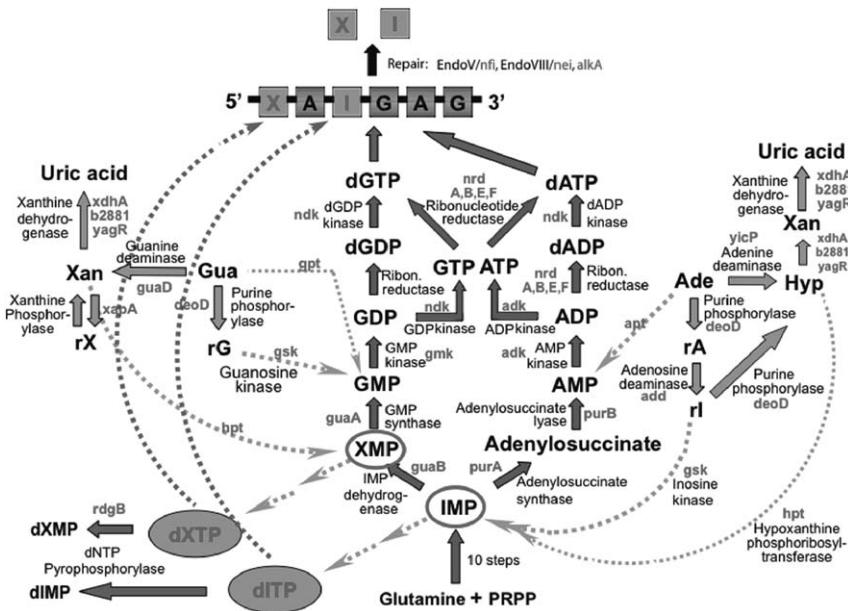 X I
Repair: EndoV/nfi, EndoVIII/nei, alkA
5' X A I G A G 3'
Uric acid
Xanthine
dehydro-
genase
xdhA
b2881
yagR
Guanine
deaminase
Xan
guaD
Gua
Xanthine
Phosphor-
ylase
xapA
rX
deoD
Purine
phosphor-
ylase
rG
gsk
Guanosine
kinase
gpt
hpt
dGTP
ndk
dGDP
kinase
dGDP
Ribon.
reductase
GDP
ndk
GDPkinase
GTP
GMP
kinase
gmk
GMP
guaA
GMP
synthase
XMP
guaB
IMP
dehydrog-
enase
nrd
A,B,E,F
Ribonucleotide
reductase
dATP
ndk
dADP
kinase
dADP
nrd
A,B,E,F
Ribon.
reductase
ATP
adk
ADPkinase
ADP
adk
AMP
kinase
AMP
Adenylosuccinate
lyase
purB
Adenylosuccinate
purA
Adenylosuccinate
synthase
IMP
10 steps
Glutamine + PRPP
Uric acid
Xanthine
dehydro-
genase
xdhA
b2881
yagR
Xan
xdhA
b2881
yagR
yicP
Adenine
deaminase
Ade
Hyp
apt
Purine
phosphorylase
deoD
rA
Adenosine
deaminase
add
rI
Purine
phosphorylase
deoD
gsk
Inosine
kinase
hpt
Hypoxanthine
phosphoribosyl-
transferase
rdgB
dXMP
dXTP
dNTP
Pyrophosphorylase
dIMP
dITP